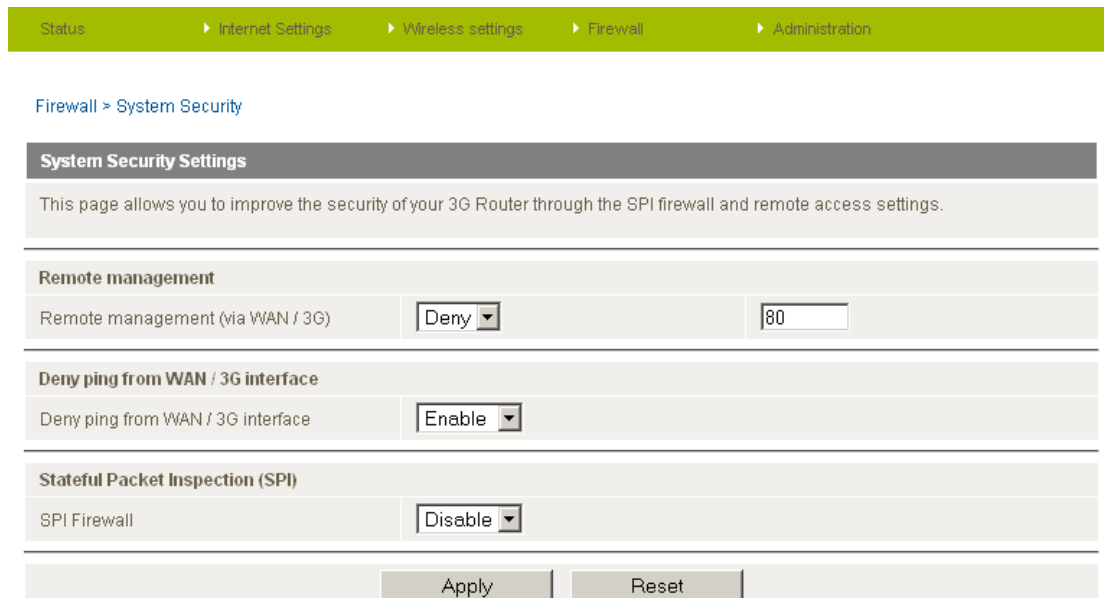 Status Internet Settings Wireless settings Firewall Administration
Firewall > System Security
System Security Settings
This page allows you to improve the security of your 3G Router through the SPI firewall and remote access settings.
Remote management
Remote management (via WAN / 3G) Deny 80
Deny ping from WAN / 3G interface
Deny ping from WAN / 3G interface Enable
Stateful Packet Inspection (SPI)
SPI Firewall Disable
Apply Reset